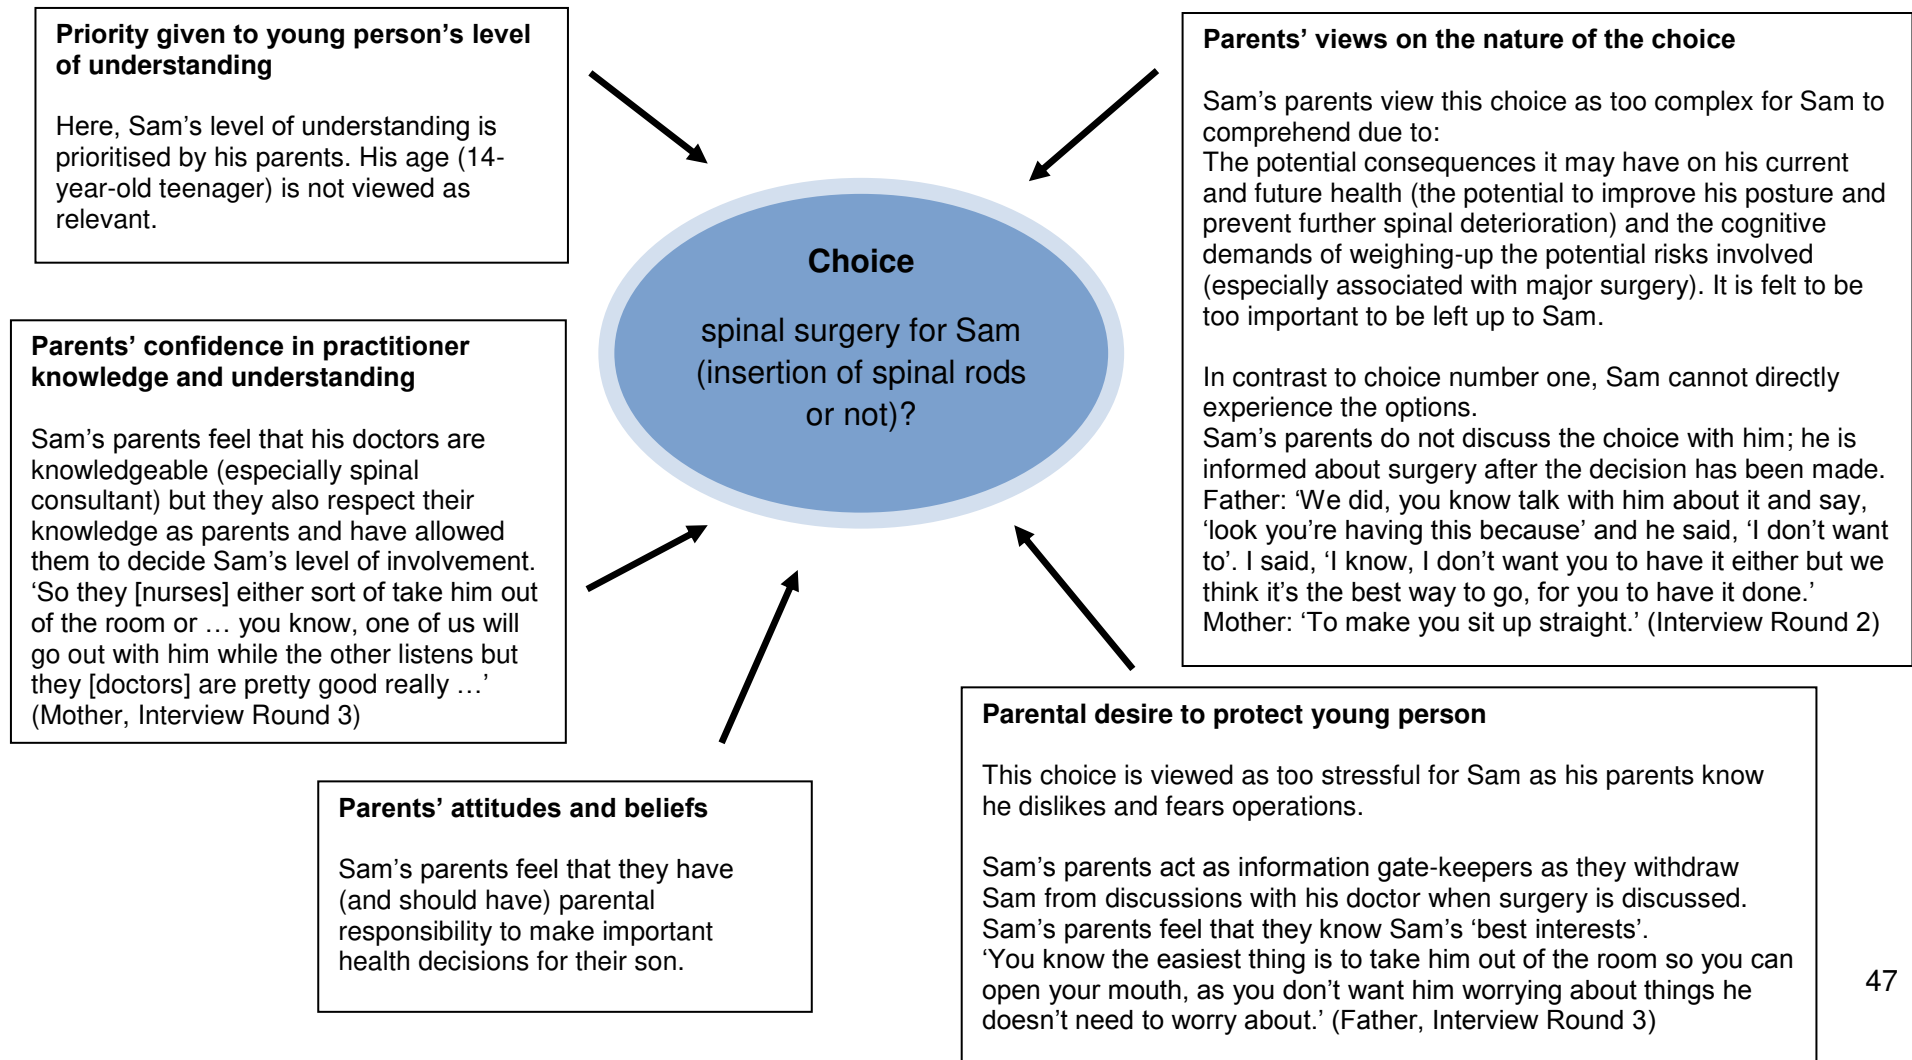 Priority given to young person’s level
of understanding
Here, Sam’s level of understanding is
prioritised by his parents. His age (14-
year-old teenager) is not viewed as
relevant.
Parents’ confidence in practitioner
knowledge and understanding
Sam’s parents feel that his doctors are
knowledgeable (especially spinal
consultant) but they also respect their
knowledge as parents and have allowed
them to decide Sam’s level of involvement.
‘So they [nurses] either sort of take him out
of the room or … you know, one of us will
go out with him while the other listens but
they [doctors] are pretty good really …’
(Mother, Interview Round 3)
Parents’ attitudes and beliefs
Sam’s parents feel that they have
(and should have) parental
responsibility to make important
health decisions for their son.
Choice
spinal surgery for Sam
(insertion of spinal rods
or not)?
Parents’ views on the nature of the choice
Sam’s parents view this choice as too complex for Sam to
comprehend due to:
The potential consequences it may have on his current
and future health (the potential to improve his posture and
prevent further spinal deterioration) and the cognitive
demands of weighing-up the potential risks involved
(especially associated with major surgery). It is felt to be
too important to be left up to Sam.
In contrast to choice number one, Sam cannot directly
experience the options.
Sam’s parents do not discuss the choice with him; he is
informed about surgery after the decision has been made.
Father: ‘We did, you know talk with him about it and say,
‘look you’re having this because’ and he said, ‘I don’t want
to’. I said, ‘I know, I don’t want you to have it either but we
think it’s the best way to go, for you to have it done.’
Mother: ‘To make you sit up straight.’ (Interview Round 2)
Parental desire to protect young person
This choice is viewed as too stressful for Sam as his parents know
he dislikes and fears operations.
Sam’s parents act as information gate-keepers as they withdraw
Sam from discussions with his doctor when surgery is discussed.
Sam’s parents feel that they know Sam’s ‘best interests’.
‘You know the easiest thing is to take him out of the room so you can
open your mouth, as you don’t want him worrying about things he
doesn’t need to worry about.’ (Father, Interview Round 3)
47